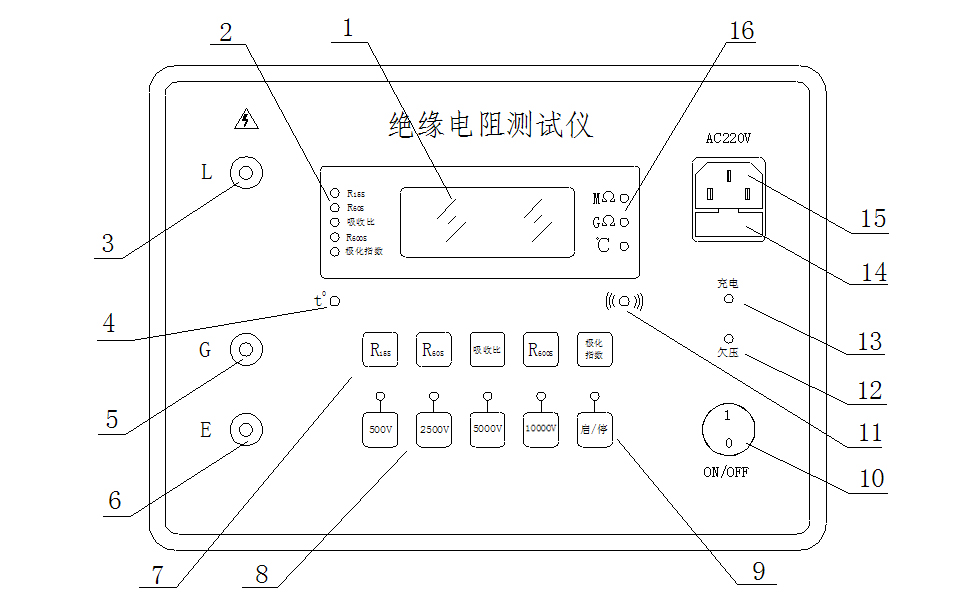 2
1
16
绝缘电阻测试仪
AC220V
L
R15S
R60S
吸收比
R600S
极化指数
MΩ
GΩ
℃
15
3
14
充电
t°
4
13
G
R15S
R60S
吸收比
R600S
极化
指数
欠压
12
5
E
500V
2500V
5000V
10000V
启/停
1
0
11
ON/OFF
10
6
7
8
9